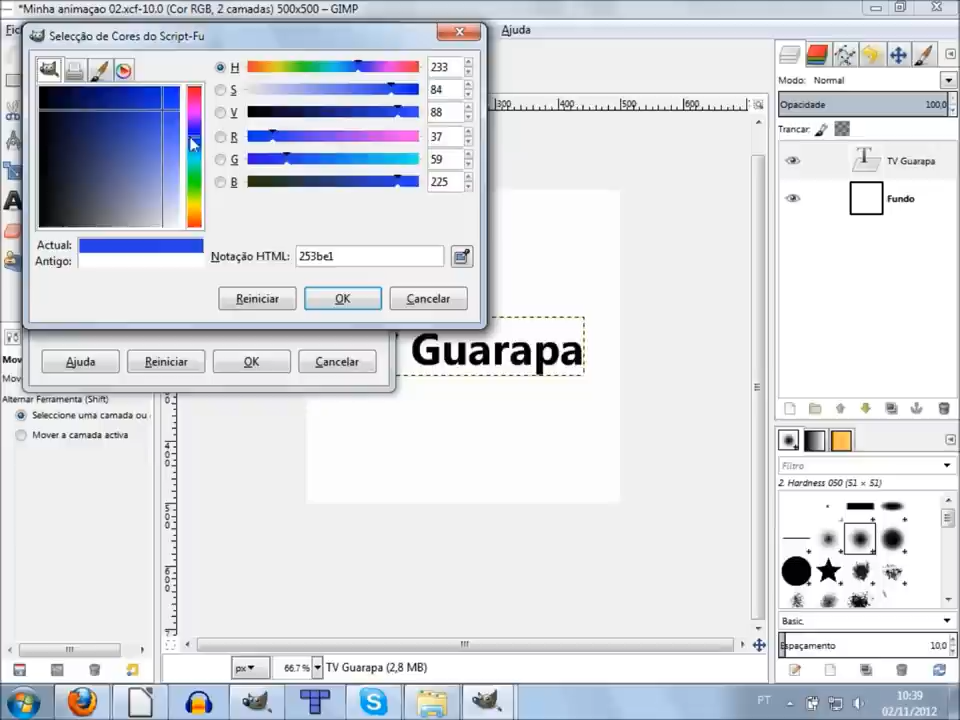 *Minha animaçao 02.xcf-10.0 (Cor RGB, 2 camadas) 500x500 – GIMP
Ajuda
Selecção de Cores do Script-Fu
H 233
S 84
V 88
R 37
G 59
B 225
Actual:
Antigo:
Notação HTML: 253be1
Reiniciar OK Cancelar
Ajuda Reiniciar OK Cancelar
Alternar Ferramenta (Shift)
Seleccione uma camada ou
Mover a camada activa
300 400 500 600
Guarapa
px 66.7% TV Guarapa (2,8 MB)
Modo: Normal
Opacidade 100,0
Trancar:
TV Guarapa
Fundo
Filtro
2. Hardness 050 (51 × 51)
Basic,
Espaçamento 10,0
PT
10:39
02/11/2012